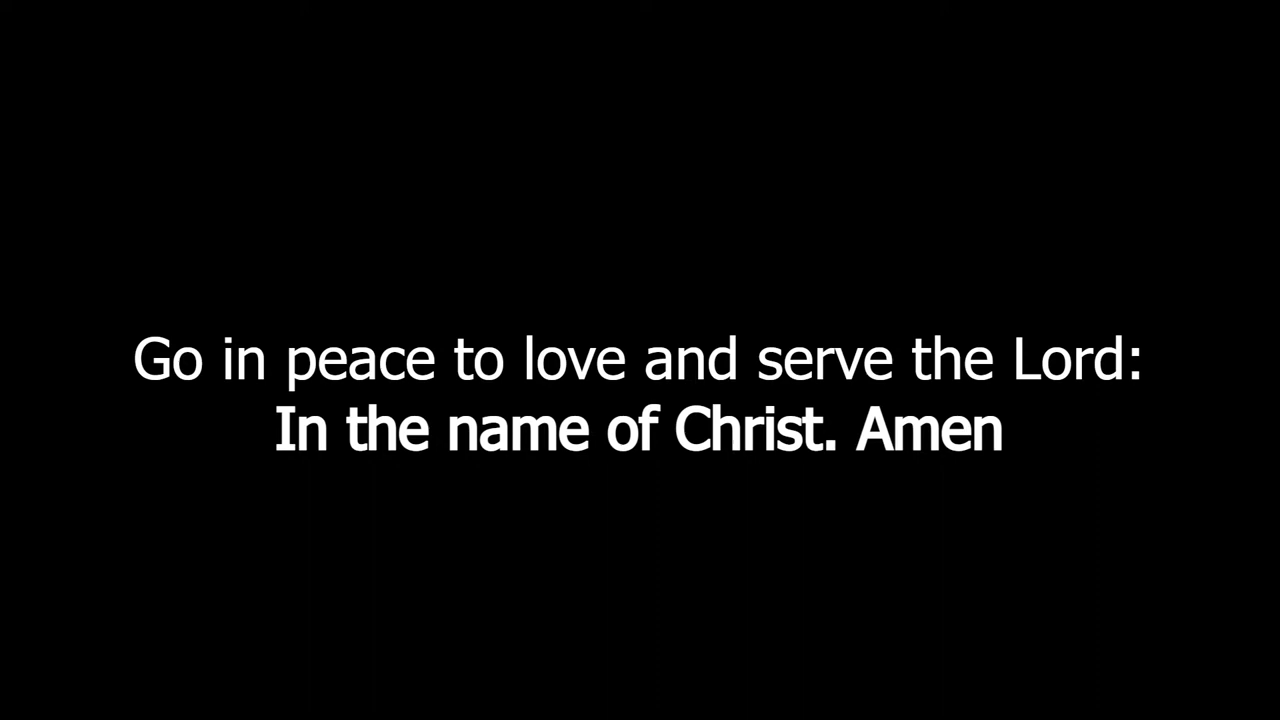 Go in peace to love and serve the Lord:
In the name of Christ. Amen